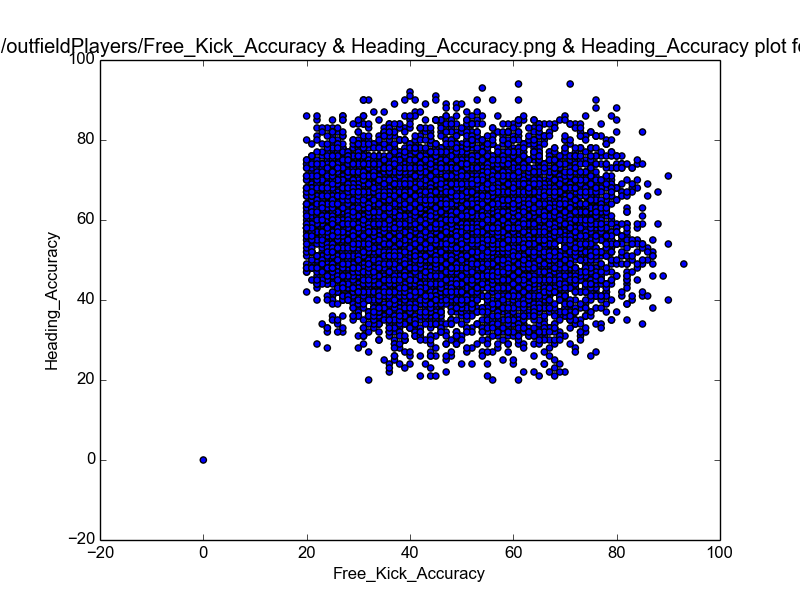 /outfieldPlayers/Free_Kick_Accuracy & Heading_Accuracy.png & Heading_Accuracy plot fo
100
80
60
40
20
0
−20
Heading_Accuracy
−20 0 20 40 60 80 100
Free_Kick_Accuracy